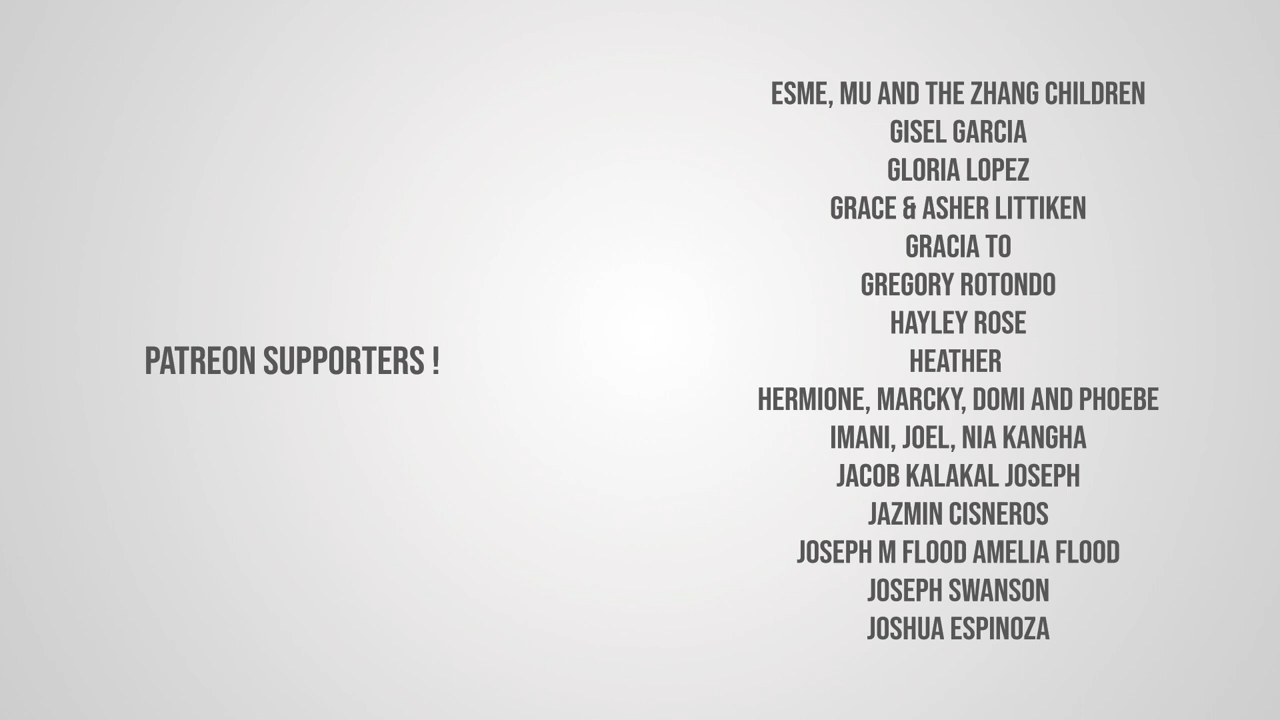 PATREON SUPPORTERS !
ESME, MU AND THE ZHANG CHILDREN
GISEL GARCIA
GLORIA LOPEZ
GRACE & ASHER LITTIKEN
GRACIA TO
GREGORY ROTONDO
HAYLEY ROSE
HEATHER
HERMIONE, MARCKY, DOMI AND PHOEBE
IMANI, JOEL, NIA KANGHA
JACOB KALAKAL JOSEPH
JAZMIN CISNEROS
JOSEPH M FLOOD AMELIA FLOOD
JOSEPH SWANSON
JOSHUA ESPINOZA